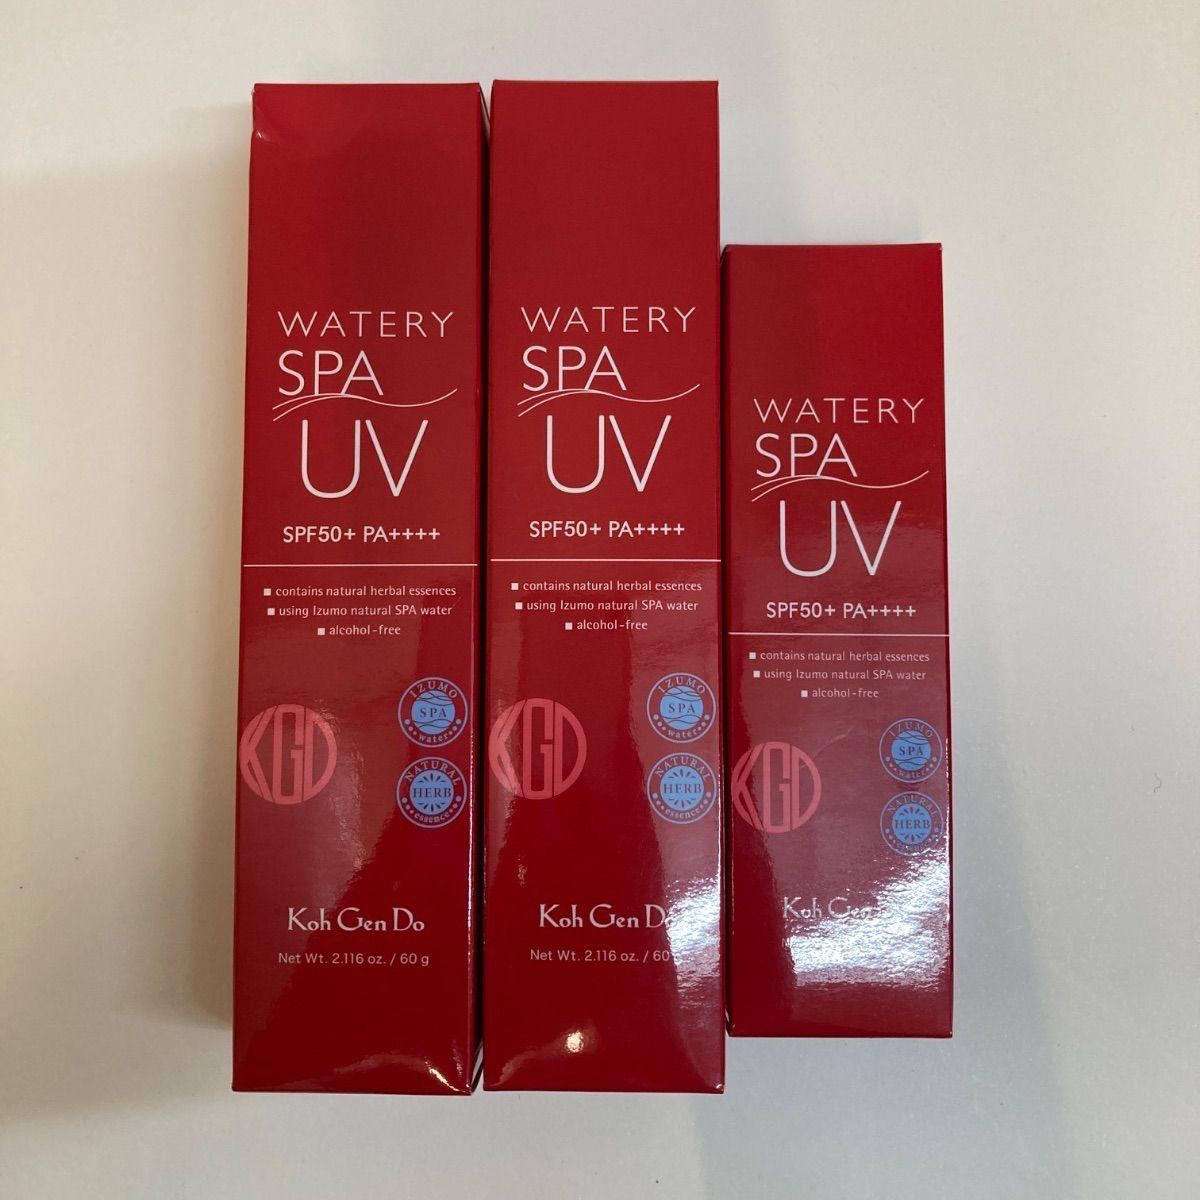 WATERY
SPA
UV
SPF50+ PA++++
■ contains natural herbal essences
■ using Izumo natural SPA water
■ alcohol-free
IZUMO
SPA
water
KGD
NATURAL
HERB
essence
Koh Gen Do
Net Wt. 2.116 oz. / 60 g
WATERY
SPA
UV
SPF50+ PA++++
■ contains natural herbal essences
■ using Izumo natural SPA water
■ alcohol-free
IZUMO
SPA
water
KGD
NATURAL
HERB
essence
Koh Gen Do
Net Wt. 2.116 oz. / 60
WATERY
SPA
UV
SPF50+ PA++++
■ contains natural herbal essences
■ using Izumo natural SPA water
■ alcohol-free
IZUMO
SPA
water
KGD
NATURAL
HERB
Koh Gen